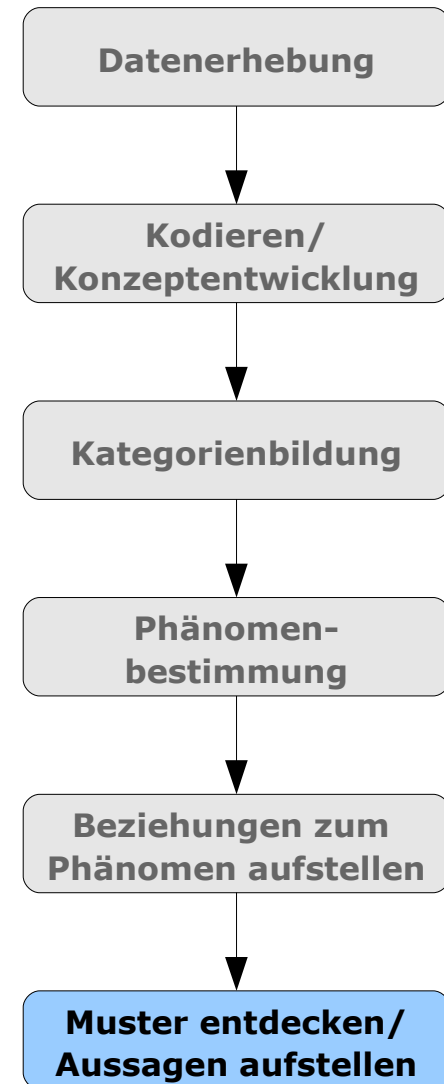 Datenerhebung
Kodieren/
Konzeptentwicklung
Kategorienbildung
Phänomen-
bestimmung
Beziehungen zum
Phänomen aufstellen
Muster entdecken/
Aussagen aufstellen